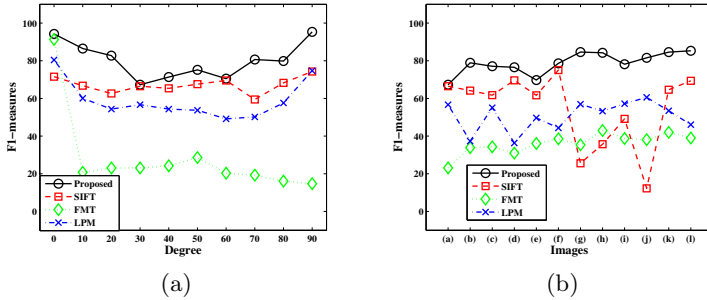 100
80
60
40
20
0
F1−measures
Proposed
SIFT
FMT
LPM
0 10 20 30 40 50 60 70 80 90
Degree
(a)
100
80
60
40
20
0
F1−measures
Proposed
SIFT
FMT
LPM
(a) (b) (c) (d) (e) (f) (g) (h) (i) (j) (k) (l)
Images
(b)